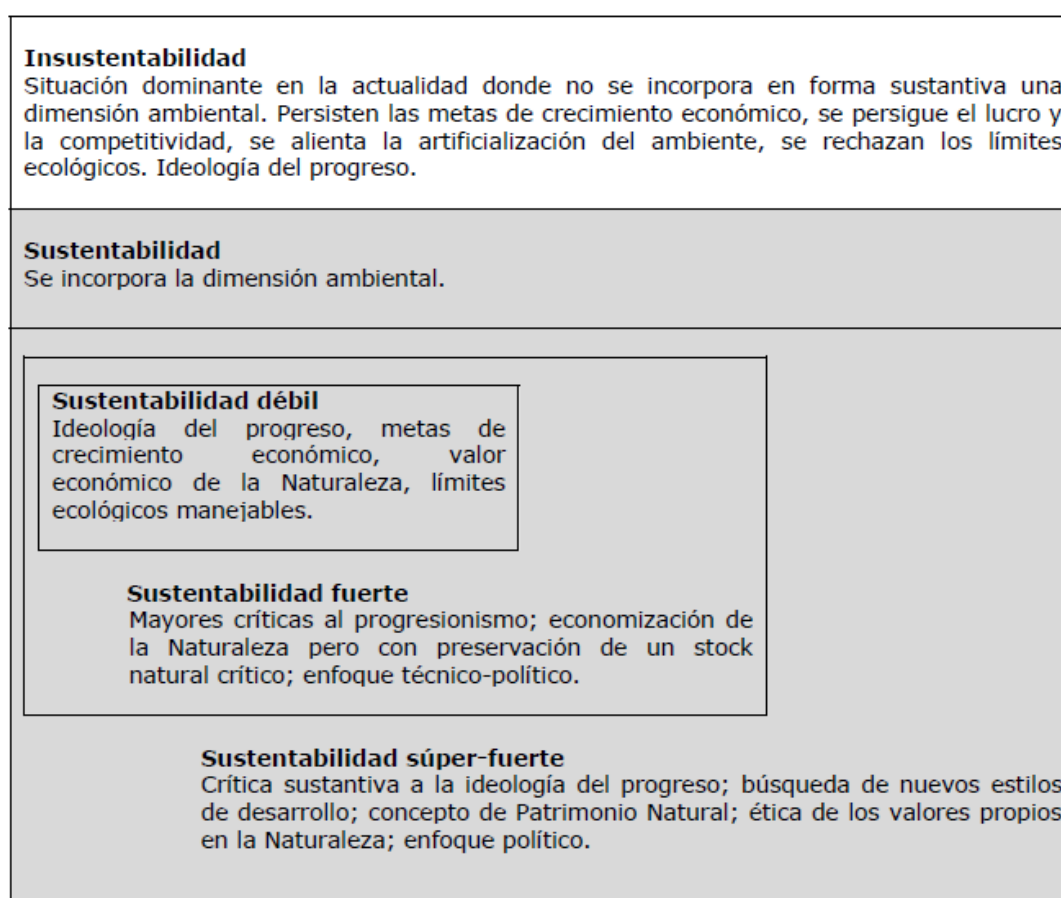 Insustentabilidad
Situación dominante en la actualidad donde no se incorpora en forma sustantiva una
dimensión ambiental. Persisten las metas de crecimiento económico, se persigue el lucro y
la competitividad, se alienta la artificialización del ambiente, se rechazan los límites
ecológicos. Ideología del progreso.
Sustentabilidad
Se incorpora la dimensión ambiental.
Sustentabilidad débil
Ideología del progreso, metas de
crecimiento económico, valor
económico de la Naturaleza, límites
ecológicos manejables.
Sustentabilidad fuerte
Mayores críticas al progresionismo; economización de
la Naturaleza pero con preservación de un stock
natural crítico; enfoque técnico-político.
Sustentabilidad súper-fuerte
Crítica sustantiva a la ideología del progreso; búsqueda de nuevos estilos
de desarrollo; concepto de Patrimonio Natural; ética de los valores propios
en la Naturaleza; enfoque político.